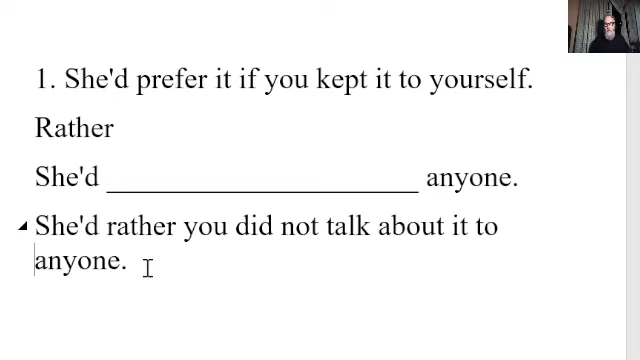 1. She'd prefer it if you kept it to yourself.
Rather
She'd ______________________ anyone.
She'd rather you did not talk about it to
anyone.